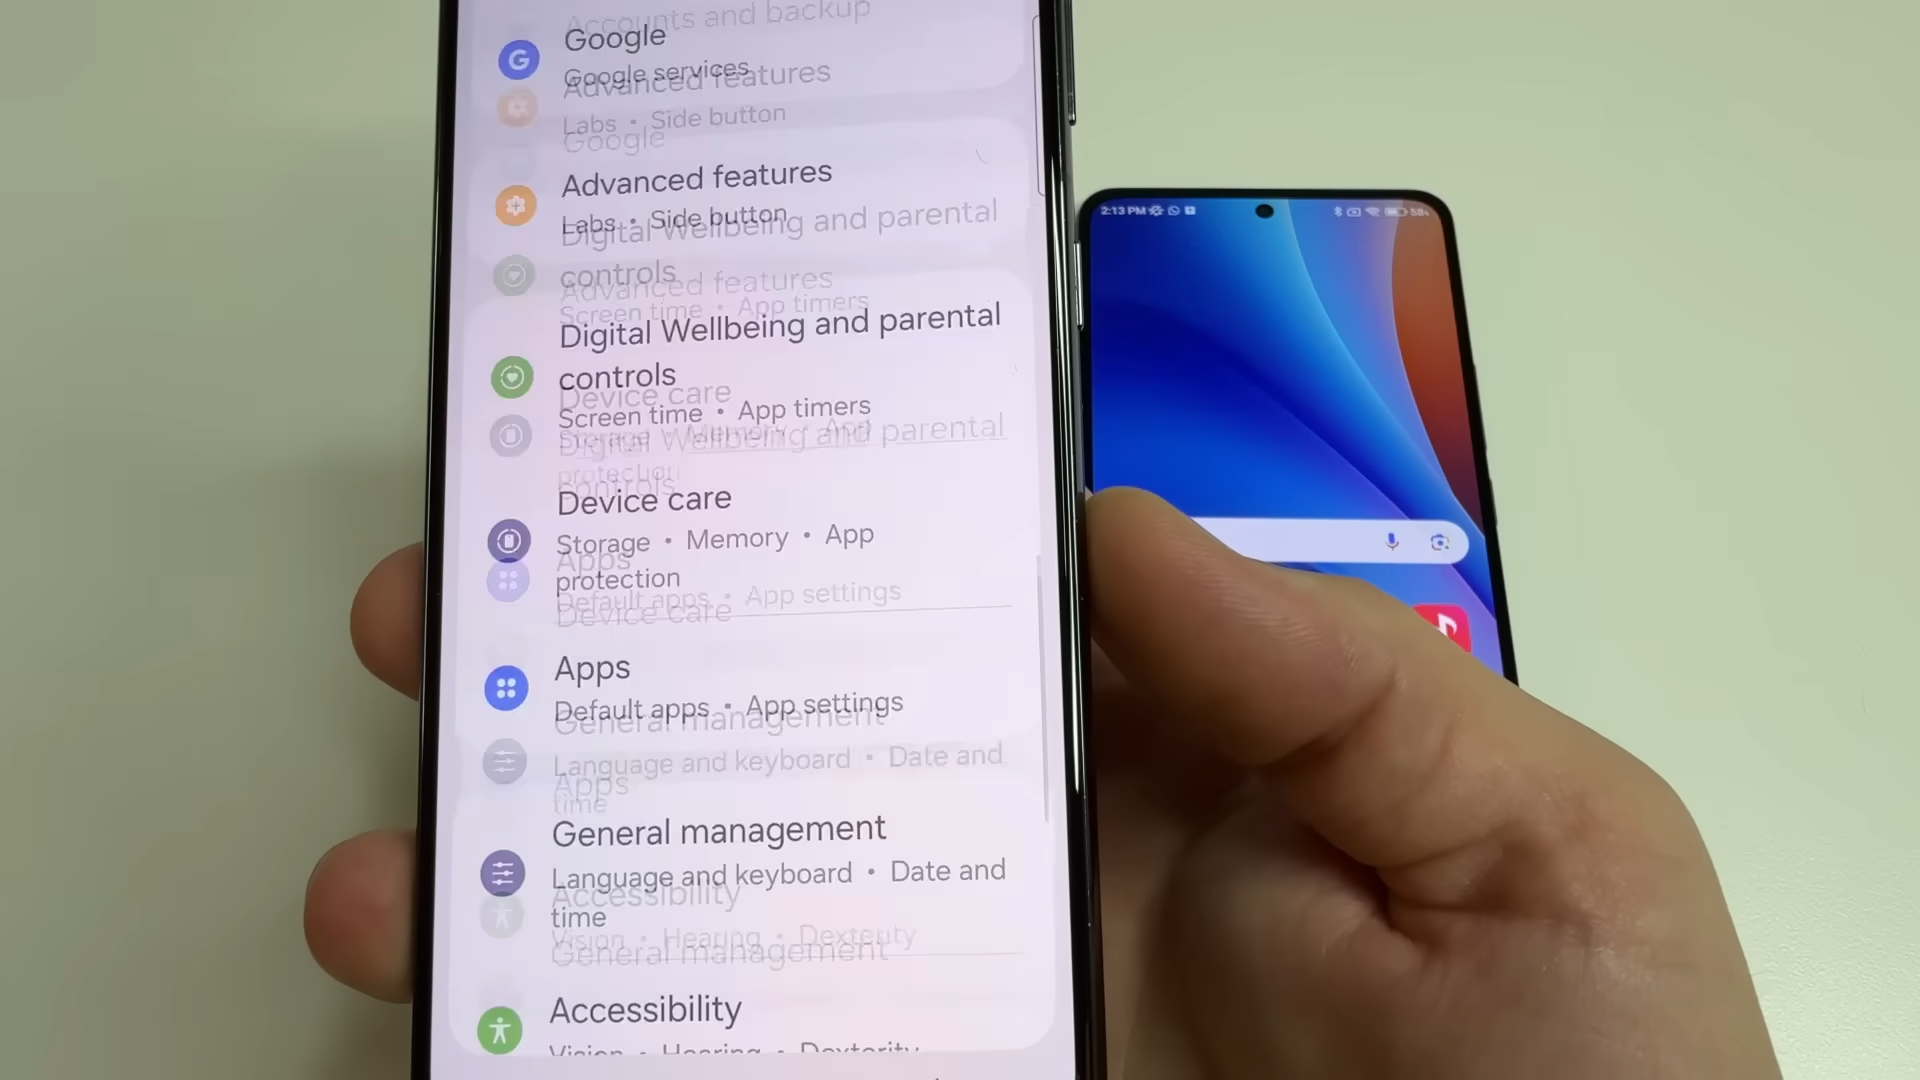 Accounts and backup
Google
Google services
Advanced features
Labs • Side button
Google
Advanced features
Labs • Side button
Digital Wellbeing and parental
controls
Advanced features
Screen time • App timers
Digital Wellbeing and parental
controls
Device care
Screen time • App timers
Storage • Memory • App
Digital Wellbeing and parental
protection
controls
Device care
Storage • Memory • App
Apps
protection
Default apps • App settings
Device care
Apps
Default apps • App settings
General management
Language and keyboard • Date and
Apps
time
General management
Language and keyboard • Date and
Accessibility
time
Vision • Hearing • Dexterity
General management
Accessibility
Vision • Hearing • Dexterity
2:13 PM
58%